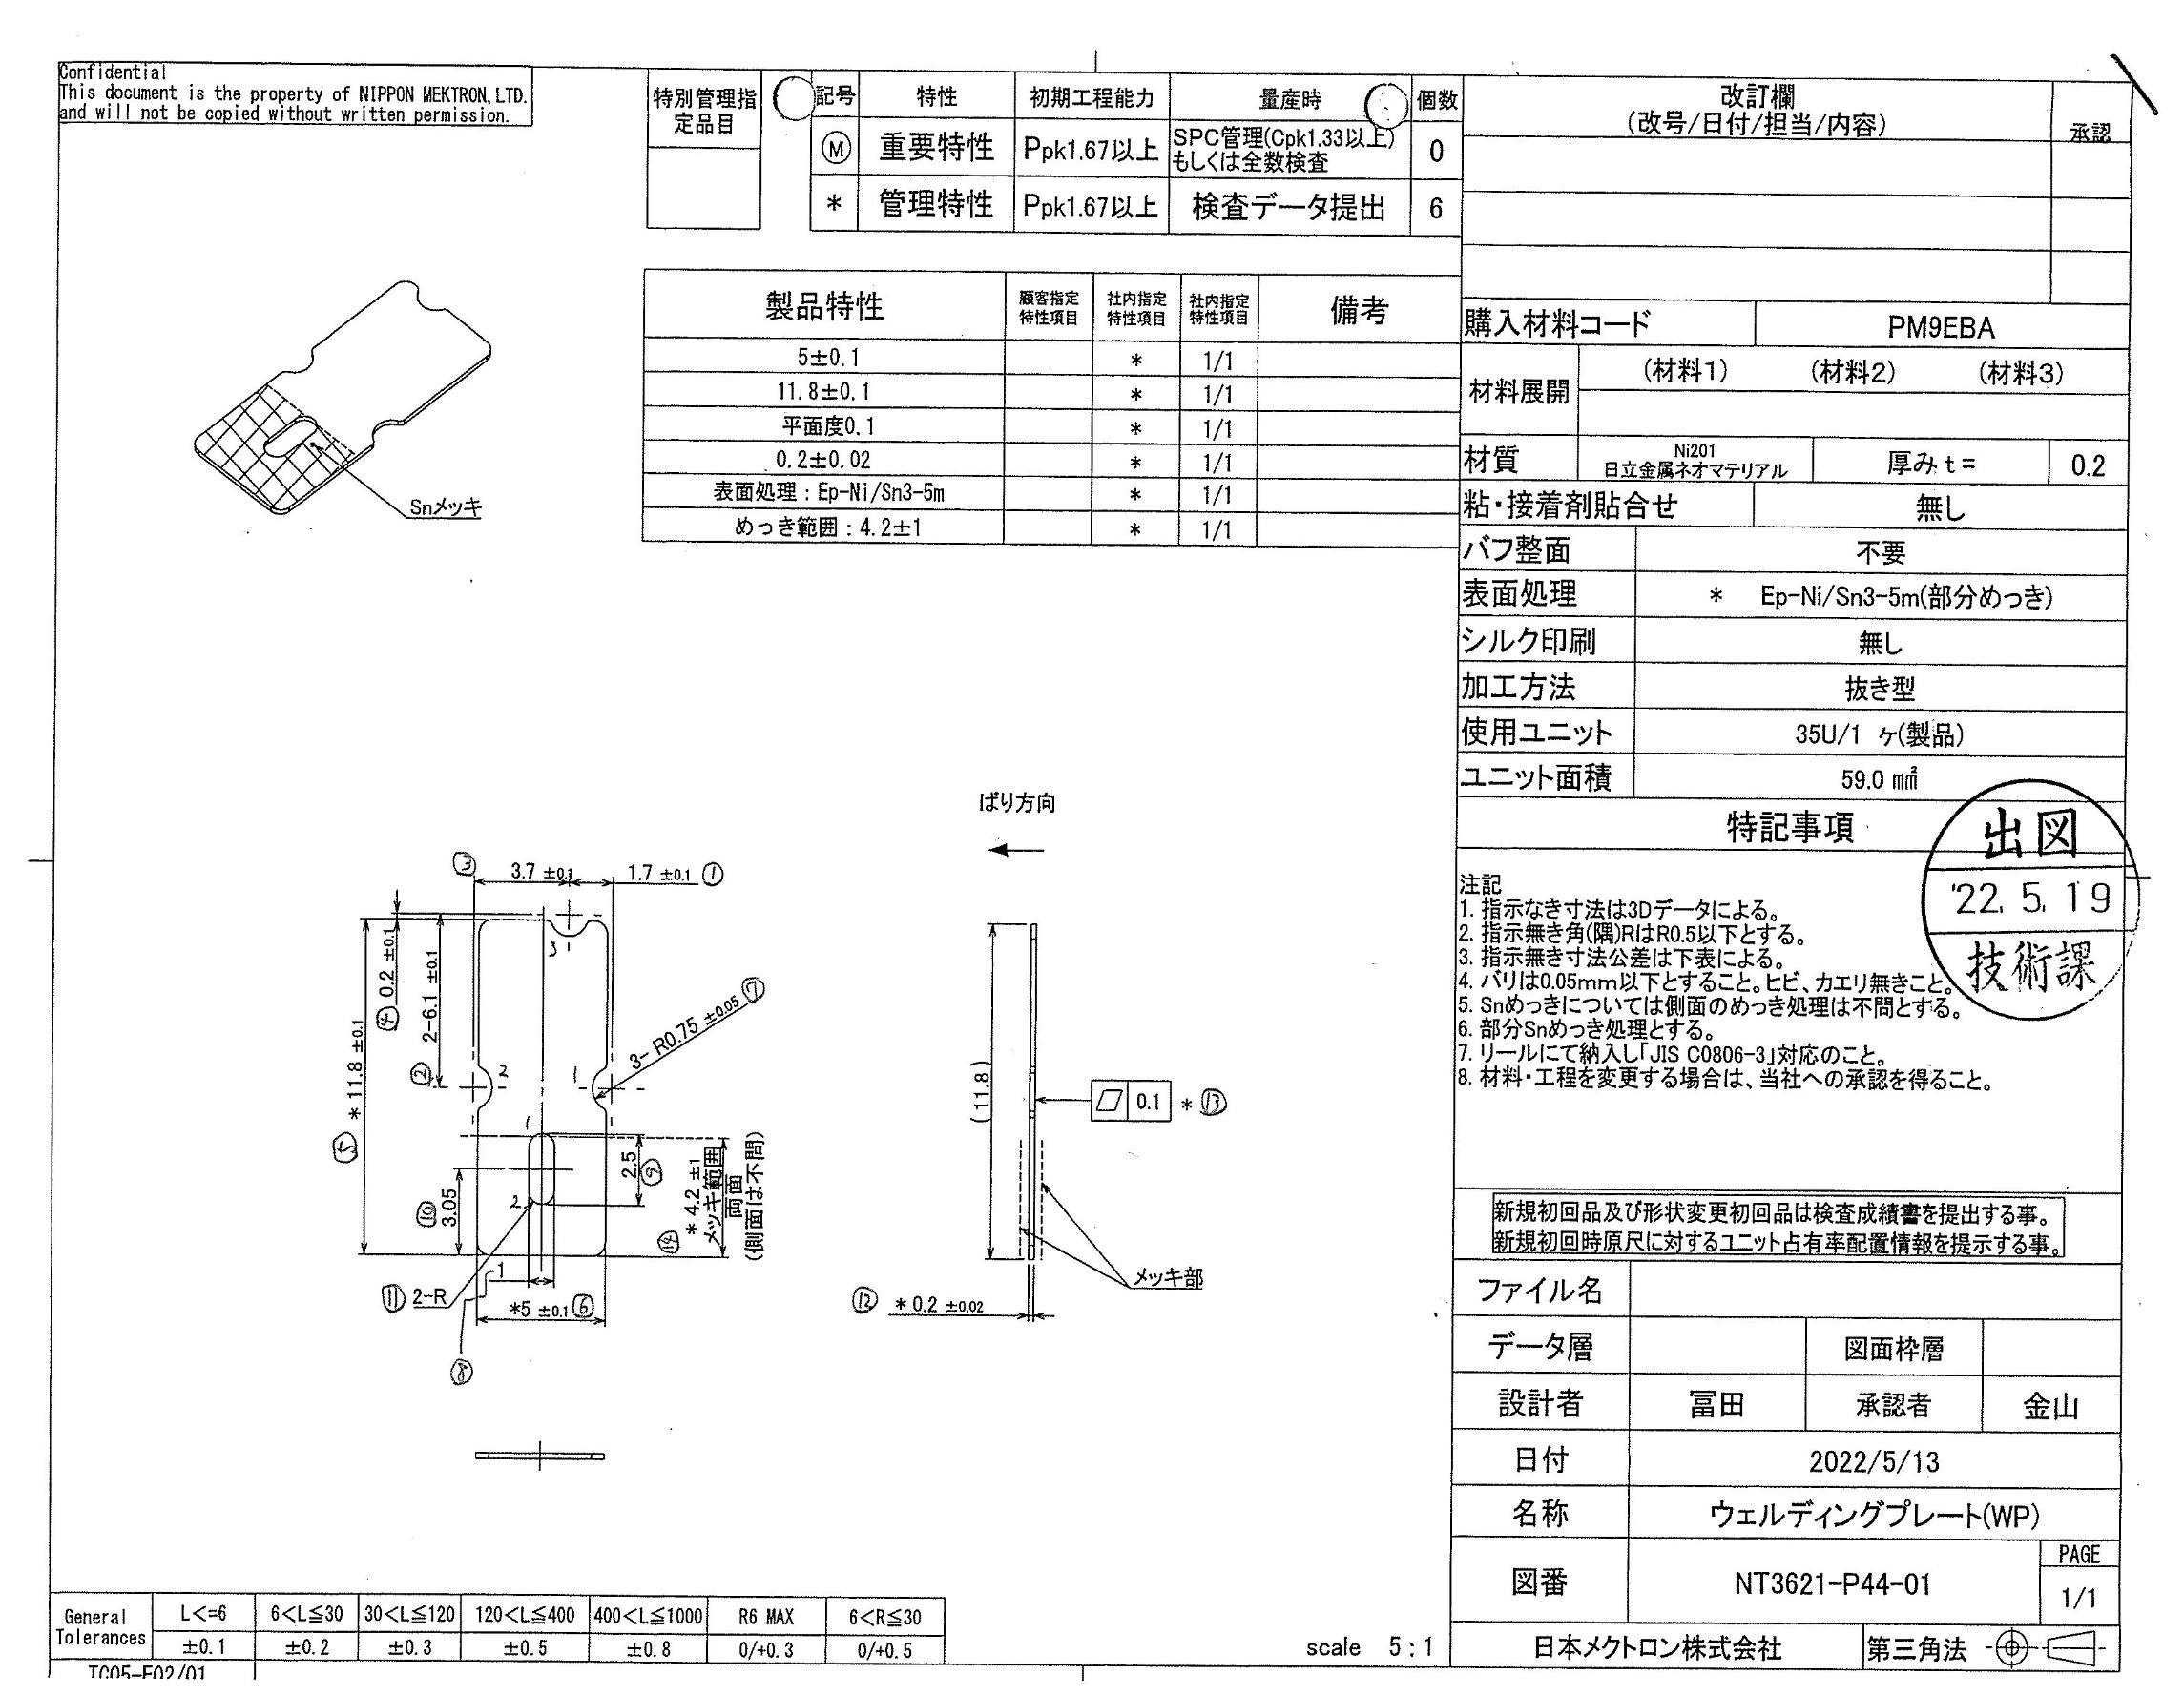 Confidential
This document is the property of NIPPON MEKTRON,LTD.
and will not be copied without written permission.
特別管理指
定品目
記号 特性 初期工程能力 量産時 個数
Ⓜ 重要特性 Ppk1.67以上 SPC管理(Cpk1.33以上)
もしくは全数検査 0
* 管理特性 Ppk1.67以上 検査データ提出 6
改訂欄
(改号/日付/担当/内容) 承認
製品特性 顧客指定
特性項目 社内指定
特性項目 社内指定
特性項目 備考
5±0.1 * 1/1
11.8±0.1 * 1/1
平面度0.1 * 1/1
0.2±0.02 * 1/1
表面処理:Ep-Ni/Sn3-5m * 1/1
めっき範囲:4.2±1 * 1/1
Snメッキ
購入材料コード PM9EBA
材料展開 (材料1) (材料2) (材料3)
材質 Ni201
日立金属ネオマテリアル 厚みt= 0.2
粘・接着剤貼合せ 無し
バフ整面 不要
表面処理 * Ep-Ni/Sn3-5m(部分めっき)
シルク印刷 無し
加工方法 抜き型
使用ユニット 35U/1 ヶ(製品)
ユニット面積 59.0 ㎟
特記事項
出図
'22.5.19
技術課
注記
1. 指示なき寸法は3Dデータによる。
2. 指示無き角(隅)RはR0.5以下とする。
3. 指示無き寸法公差は下表による。
4. バリは0.05mm以下とすること。ヒビ、カエリ無きこと。
5. Snめっきについては側面のめっき処理は不問とする。
6. 部分Snめっき処理とする。
7. リールにて納入し「JIS C0806-3」対応のこと。
8. 材料・工程を変更する場合は、当社への承認を得ること。
ばり方向
③ 3.7 ±0.1 1.7 ±0.1 ①
④ 0.2 ±0.1
② 2-6.1 ±0.1
⑤ *11.8 ±0.1
3
2 1
3-R0.75 ±0.05 ⑦
1
2
2.5 ⑨
⑩ 3.05
⑭ *4.2 ±1
メッキ範囲
両面
(側面は不問)
1
⑪ 2-R
*5 ±0.1 ⑥
⑧
(11.8)
0.1 * ⑬
メッキ部
⑫ *0.2 ±0.02
新規初回品及び形状変更初回品は検査成績書を提出する事。
新規初回時原尺に対するユニット占有率配置情報を提示する事。
ファイル名
データ層 図面枠層
設計者 冨田 承認者 金山
日付 2022/5/13
名称 ウェルディングプレート(WP)
図番 NT3621-P44-01 PAGE
1/1
日本メクトロン株式会社 第三角法
scale 5:1
General
Tolerances L<=6 6<L≦30 30<L≦120 120<L≦400 400<L≦1000 R6 MAX 6<R≦30
±0.1 ±0.2 ±0.3 ±0.5 ±0.8 0/+0.3 0/+0.5
TC05-F02/01